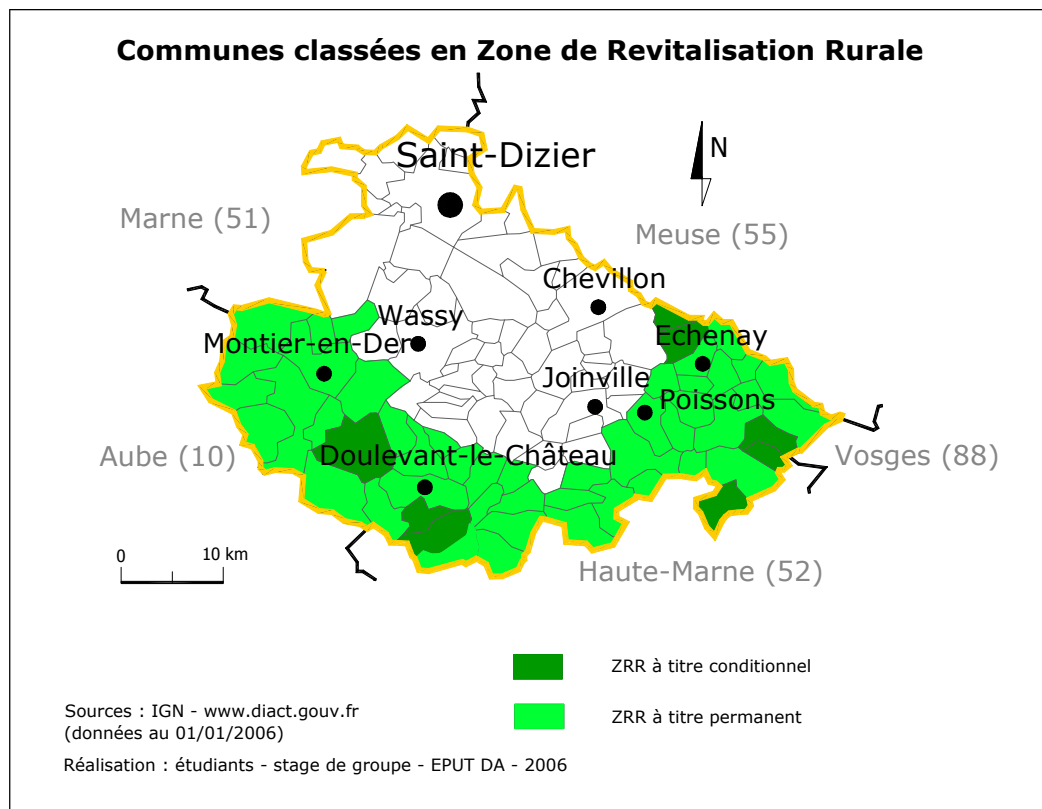 Communes classées en Zone de Revitalisation Rurale
Saint-Dizier
N
Marne (51)
Meuse (55)
Chevillon
Wassy
Echenay
Montier-en-Der
Joinville
Poissons
Aube (10)
Doulevant-le-Château
Vosges (88)
0 10 km
Haute-Marne (52)
ZRR à titre conditionnel
ZRR à titre permanent
Sources : IGN - www.diact.gouv.fr
(données au 01/01/2006)
Réalisation : étudiants - stage de groupe - EPUT DA - 2006